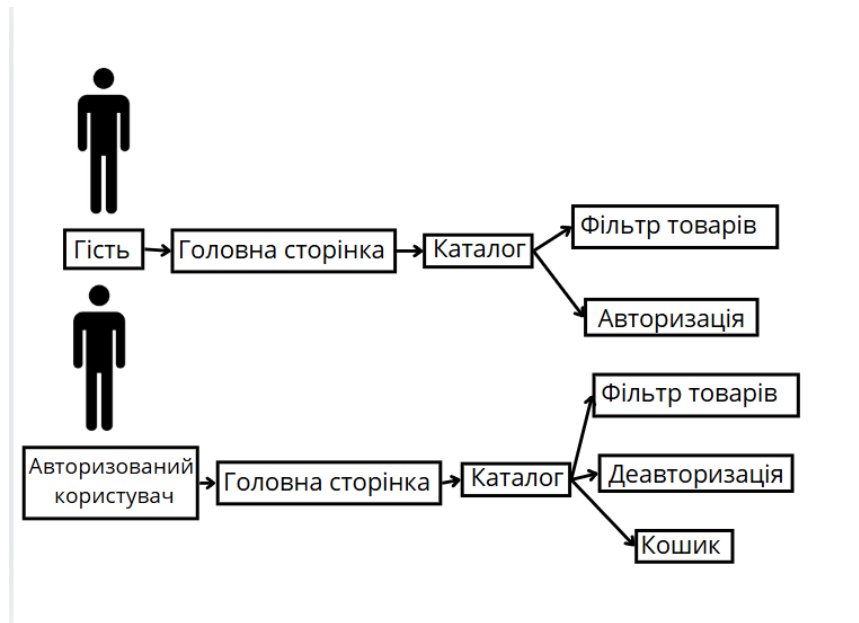 Гість
Головна сторінка
Каталог
Фільтр товарів
Авторизація
Авторизований
користувач
Головна сторінка
Каталог
Фільтр товарів
Деавторизація
Кошик